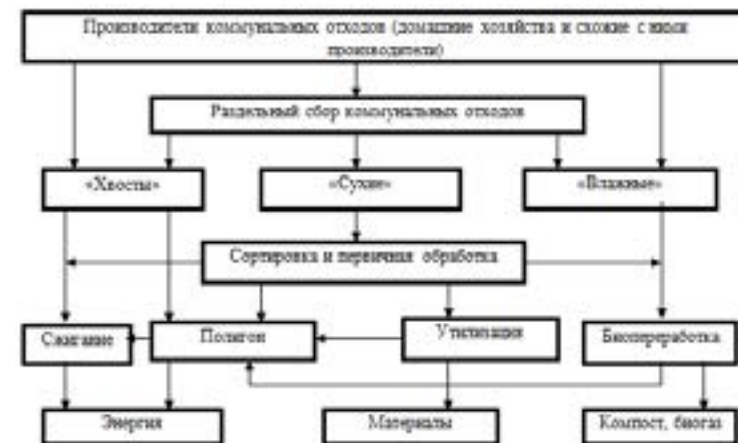 Производители коммунальных отходов (домашние хозяйства и схожие с ними
производители)
Раздельный сбор коммунальных отходов
«Хвосты»
«Сухие»
«Влажные»
Сортировка и первичная обработка
Сжигание
Полигон
Утилизация
Биопереработка
Энергия
Материалы
Компост, биогаз